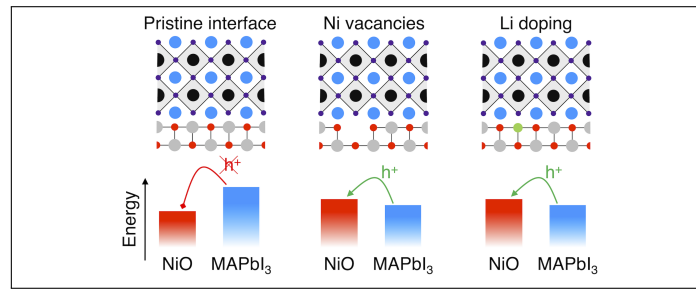 Pristine interface
Ni vacancies
Li doping
h⁺
h⁺
h⁺
Energy
NiO MAPbI₃
NiO MAPbI₃
NiO MAPbI₃